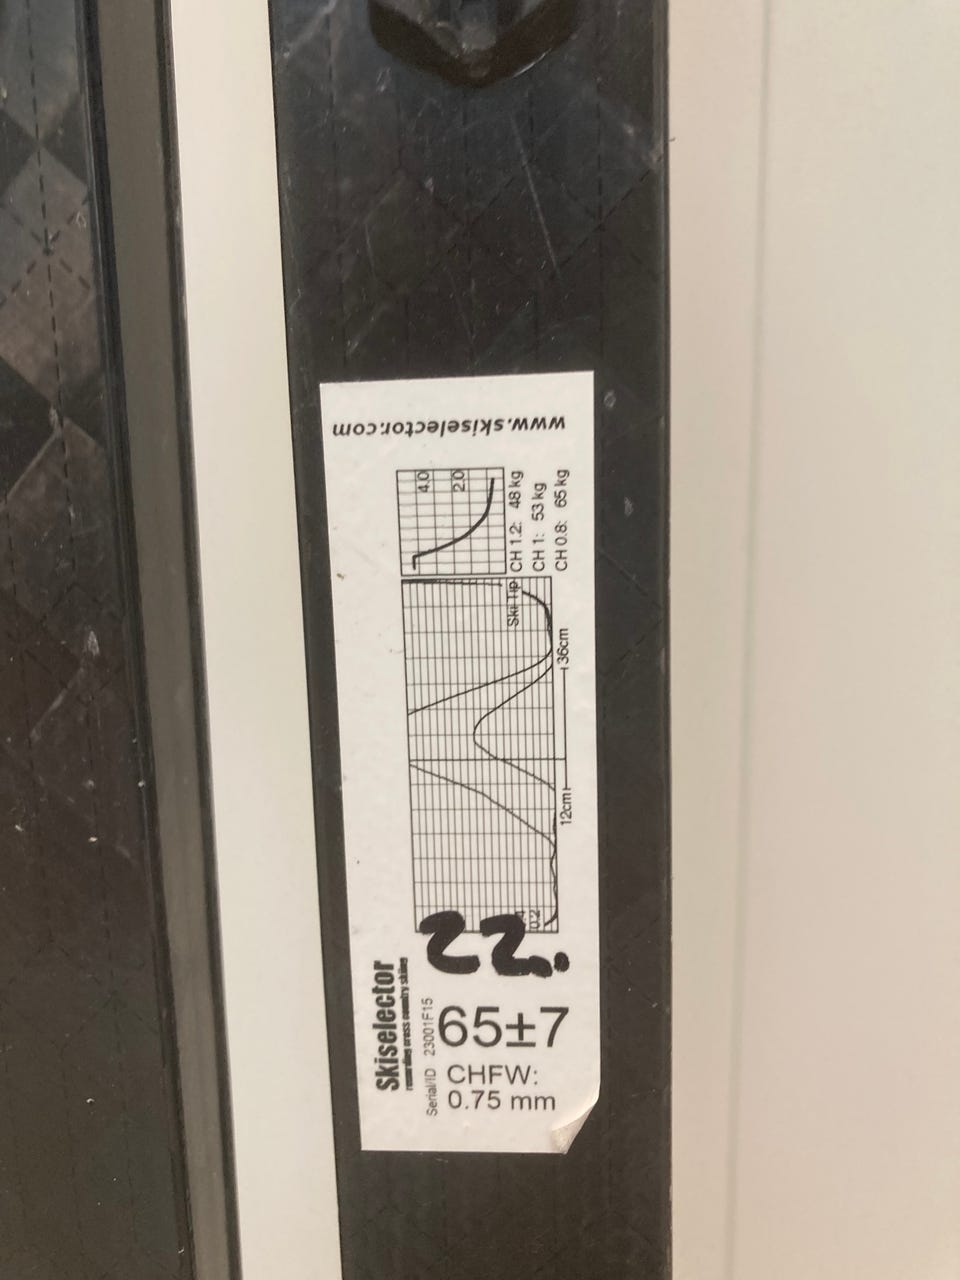 www.skiselector.com
4.0
2.0
CH 1.2: 48 kg
CH 1: 53 kg
CH 0.8: 65 kg
Ski Tip
36cm
12cm
0.2
22.
Skiselector
Serial/ID 23001F15
65±7
CHFW:
0.75 mm